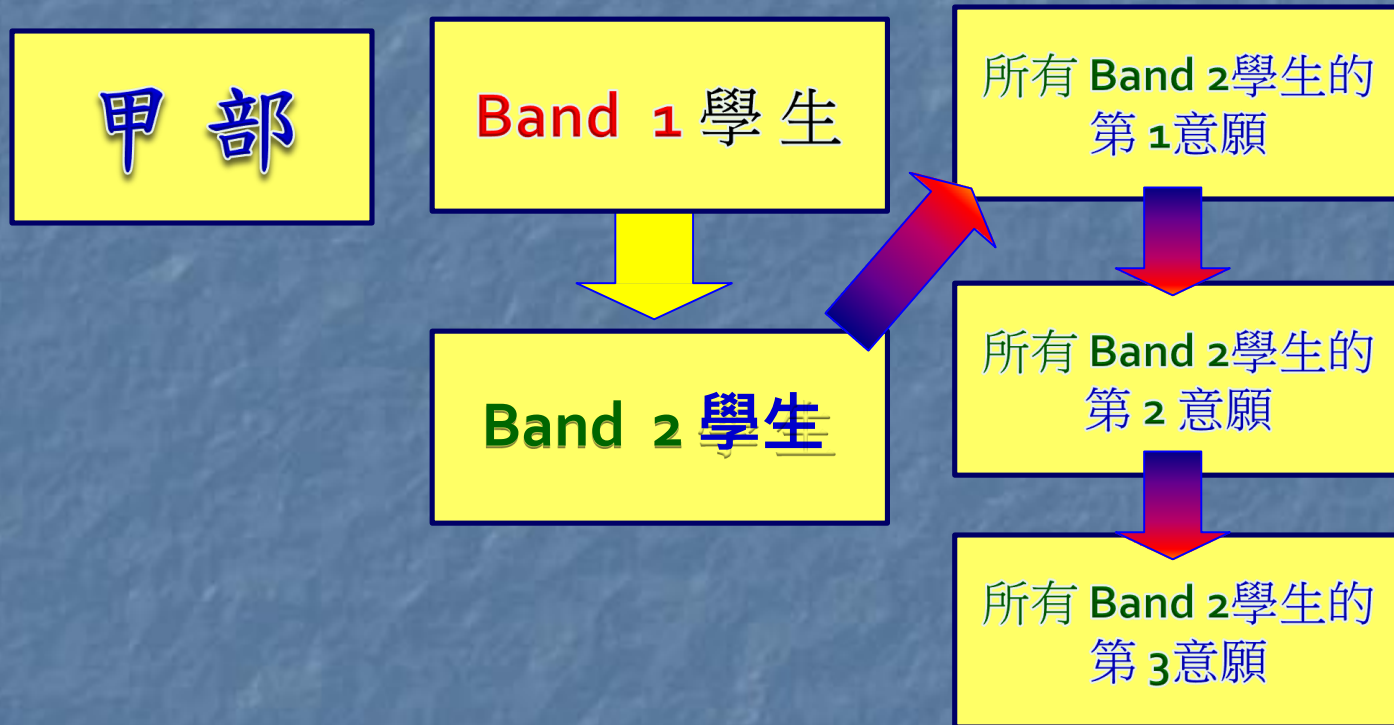 甲 部
Band 1 學 生
Band 2 學生
所有 Band 2學生的
第 1意願
所有 Band 2學生的
第 2 意願
所有 Band 2學生的
第 3意願